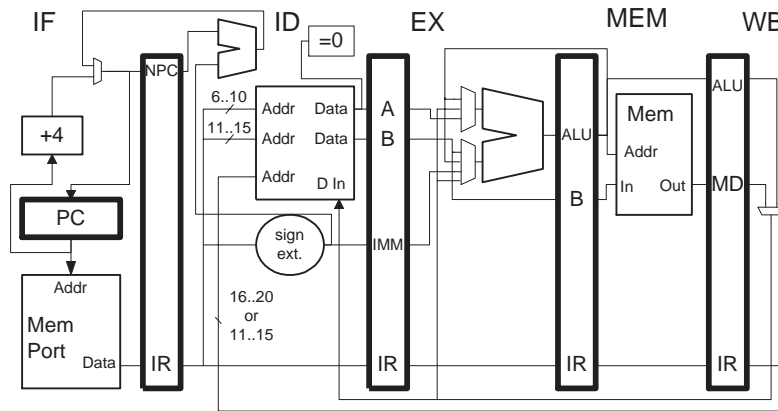 IF
ID
EX
MEM
WB
=0
NPC
+4
PC
Addr
Mem
Port
Data
IR
6..10
11..15
Addr
Data
Addr
Data
Addr
D In
sign
ext.
16..20
or
11..15
A
B
IMM
IR
ALU
B
IR
Mem
Addr
In
Out
ALU
MD
IR